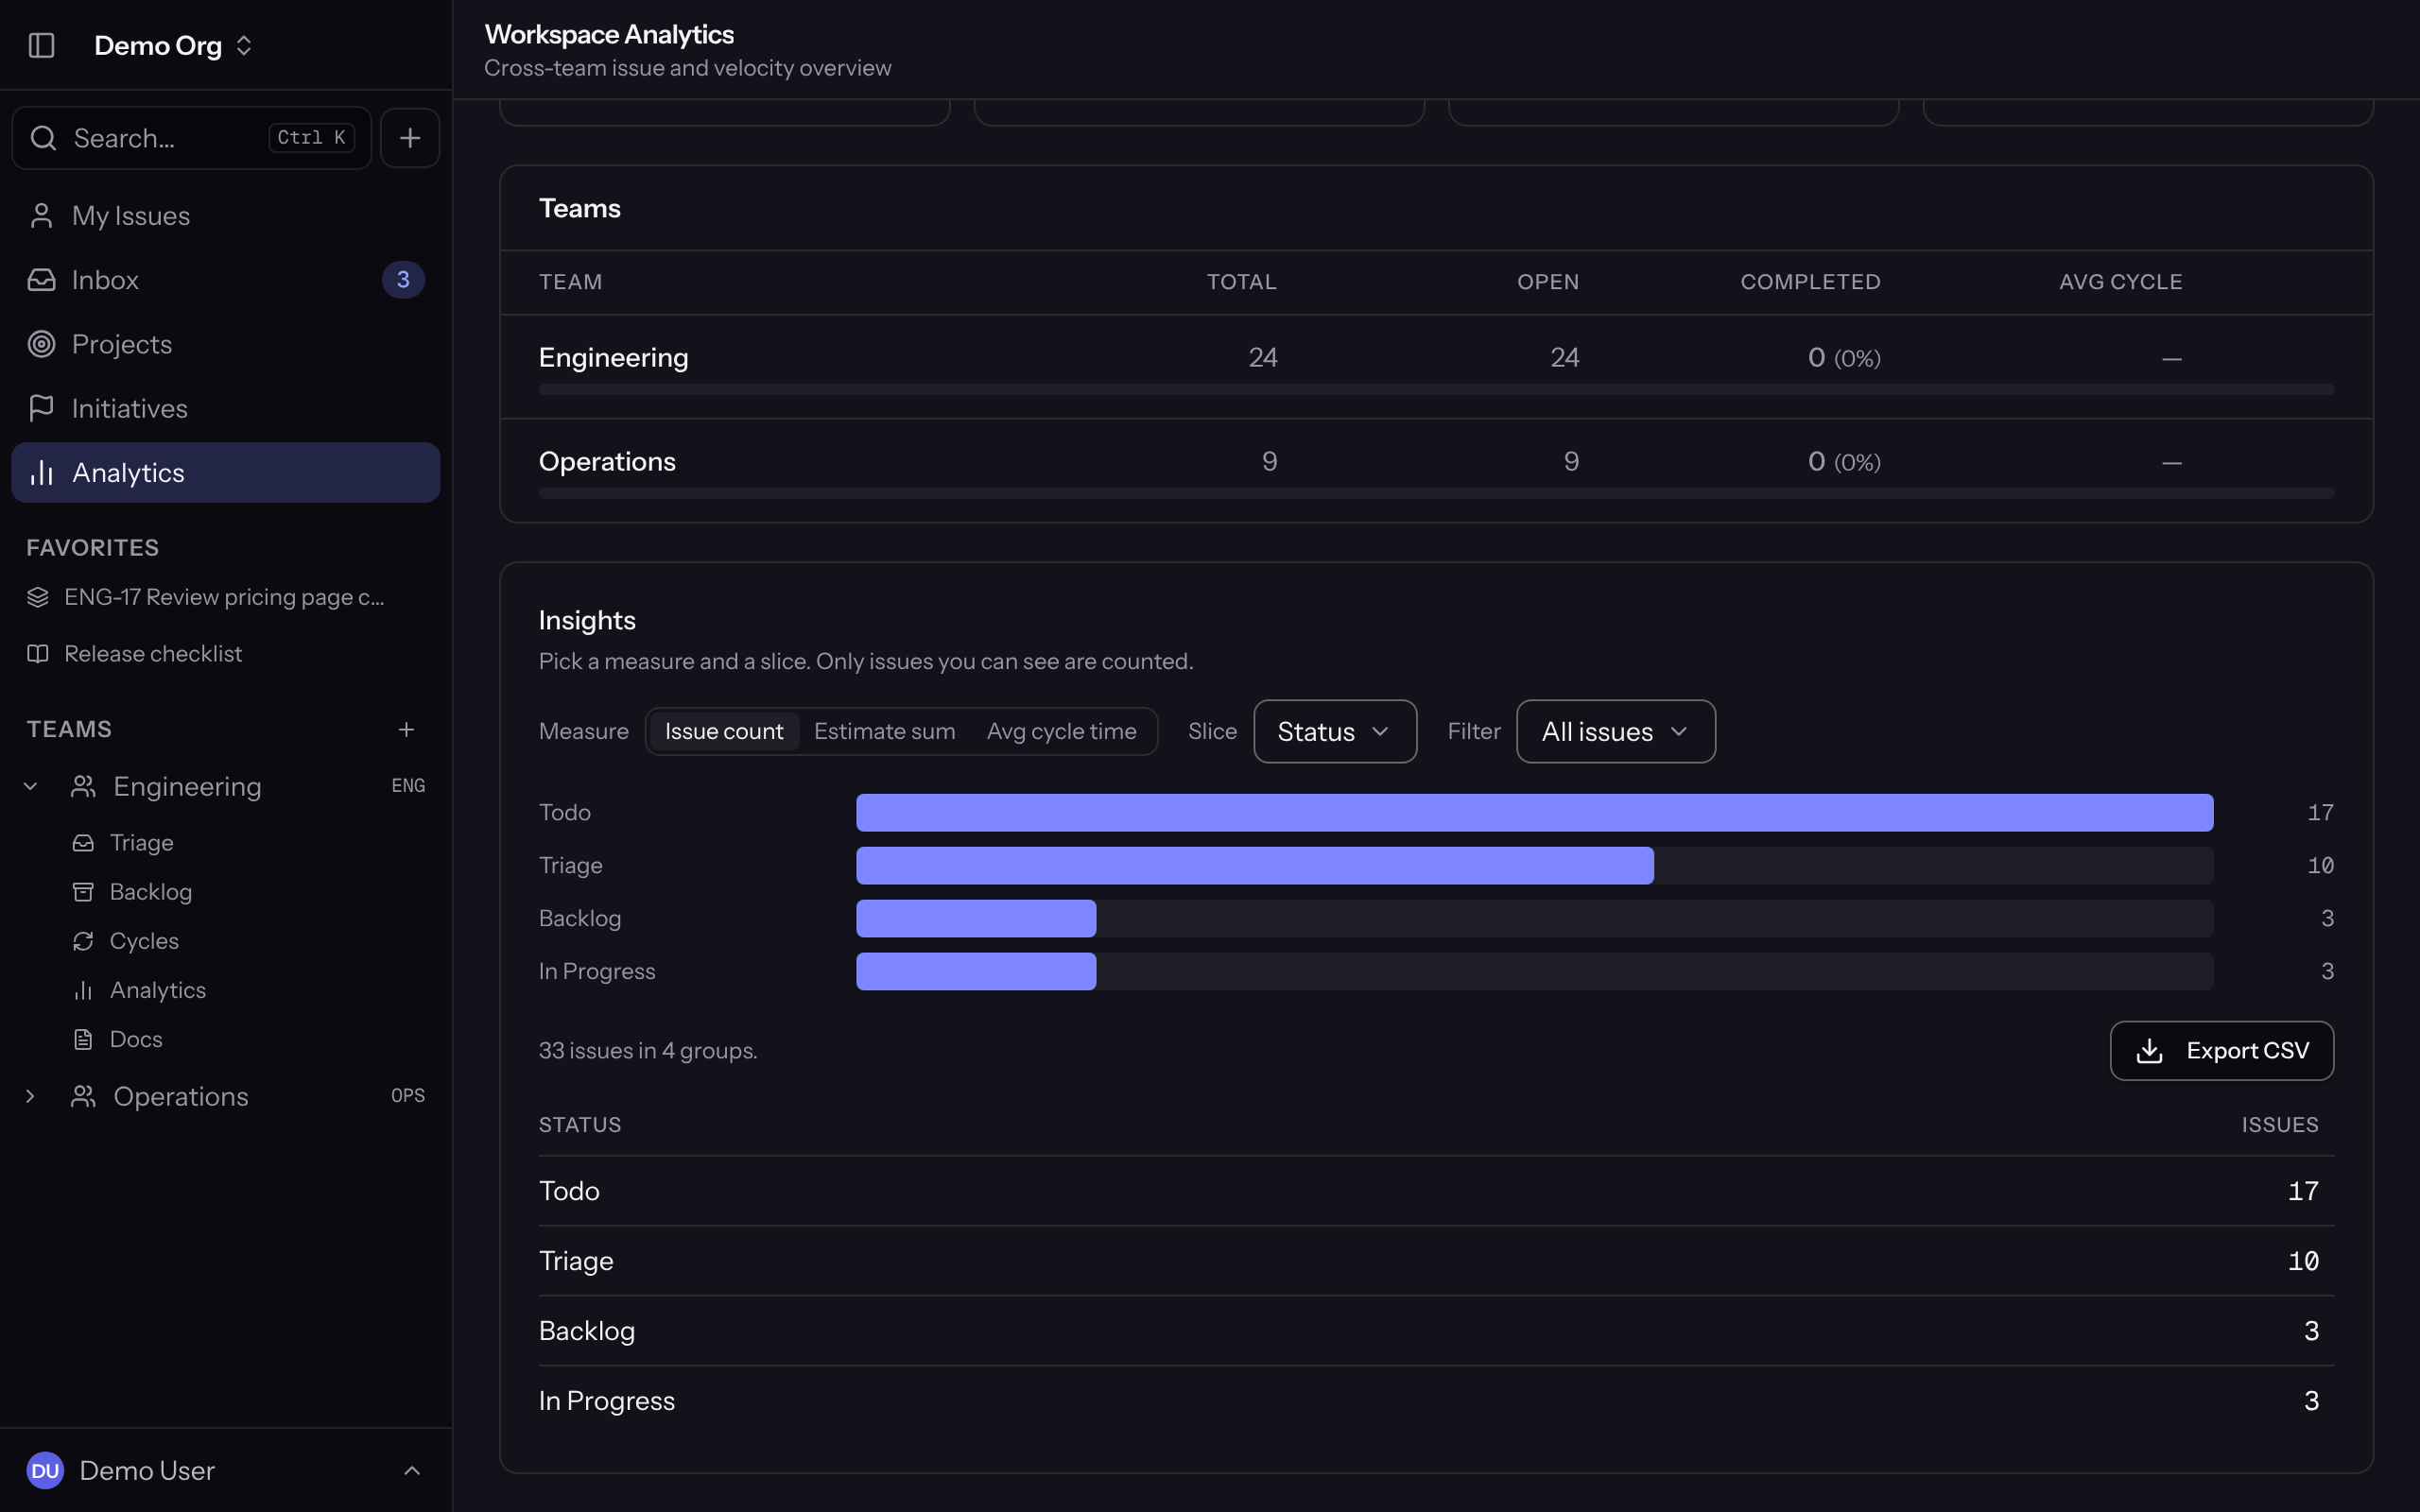 Demo Org
Search...
Ctrl K
My Issues
Inbox
3
Projects
Initiatives
Analytics
FAVORITES
ENG-17 Review pricing page c...
Release checklist
TEAMS
Engineering
ENG
Triage
Backlog
Cycles
Analytics
Docs
Operations
OPS
DU
Demo User
Workspace Analytics
Cross-team issue and velocity overview
Teams
TEAM TOTAL OPEN COMPLETED AVG CYCLE
Engineering 24 24 0 (0%) —
Operations 9 9 0 (0%) —
Insights
Pick a measure and a slice. Only issues you can see are counted.
Measure Issue count Estimate sum Avg cycle time Slice Status Filter All issues
Todo 17
Triage 10
Backlog 3
In Progress 3
33 issues in 4 groups.
Export CSV
STATUS ISSUES
Todo 17
Triage 10
Backlog 3
In Progress 3